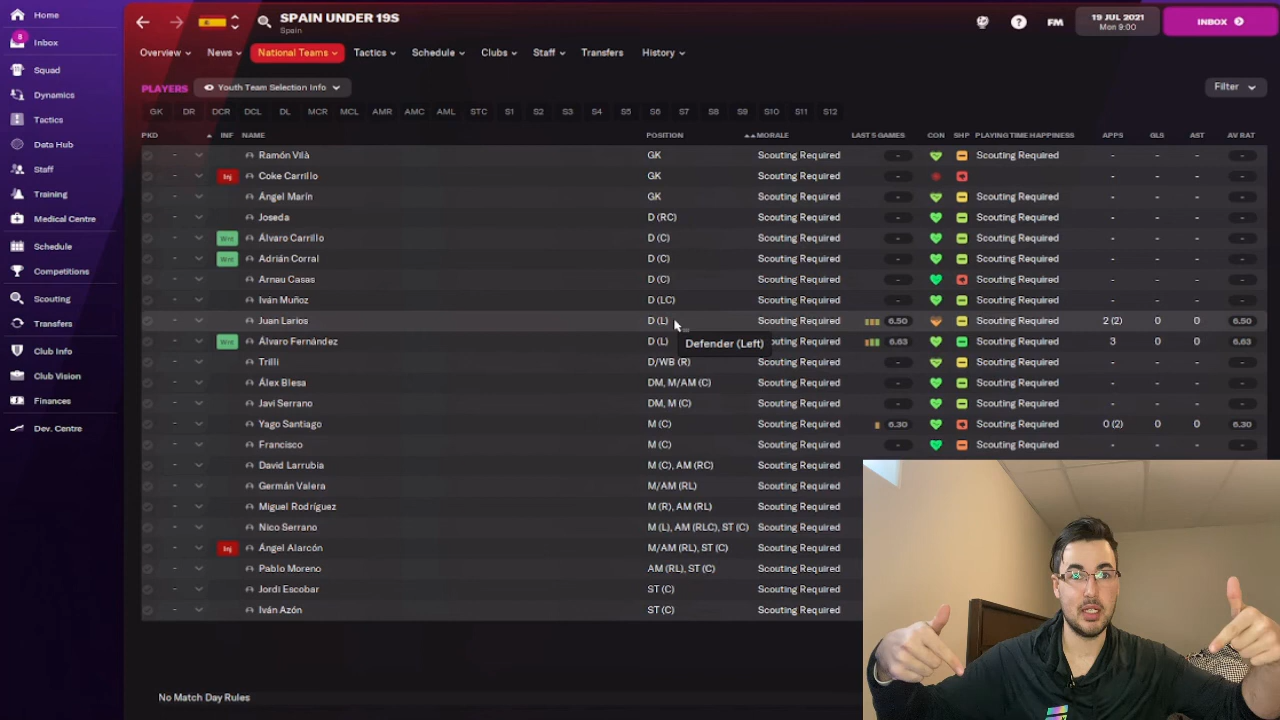 Home
8
Inbox
Squad
Dynamics
Tactics
Data Hub
Staff
Training
Medical Centre
Schedule
Competitions
Scouting
Transfers
Club Info
Club Vision
Finances
Dev. Centre
SPAIN UNDER 19S
Spain
?
FM
19 JUL 2021
Mon 9:00
INBOX
Overview News National Teams Tactics Schedule Clubs Staff Transfers History
PLAYERS Youth Team Selection Info Filter
GK DR DCR DCL DL MCR MCL AMR AMC AML STC S1 S2 S3 S4 S5 S6 S7 S8 S9 S10 S11 S12
PKD INF NAME POSITION MORALE LAST 5 GAMES CON SHP PLAYING TIME HAPPINESS APPS GLS AST AV RAT
- Ramón Vilà GK Scouting Required - Scouting Required - - - -
- Inj Coke Carrillo GK Scouting Required - - - - -
- Ángel Marín GK Scouting Required - Scouting Required - - - -
- Joseda D (RC) Scouting Required - Scouting Required - - - -
- Wnt Álvaro Carrillo D (C) Scouting Required - Scouting Required - - - -
- Wnt Adrián Corral D (C) Scouting Required - Scouting Required - - - -
- Arnau Casas D (C) Scouting Required - Scouting Required - - - -
- Iván Muñoz D (LC) Scouting Required - Scouting Required - - - -
- Juan Larios D (L) Scouting Required 6.50 Scouting Required 2 (2) 0 0 6.50
- Wnt Álvaro Fernández D (L) Required 6.63 Scouting Required 3 0 0 6.63
Defender (Left)
- Trilli D/WB (R) Scouting Required - Scouting Required - - - -
- Álex Blesa DM, M/AM (C) Scouting Required - Scouting Required - - - -
- Javi Serrano DM, M (C) Scouting Required - Scouting Required - - - -
- Yago Santiago M (C) Scouting Required 6.30 Scouting Required 0 (2) 0 0 6.30
- Francisco M (C) Scouting Required - Scouting Required - - - -
- David Larrubia M (C), AM (RC) Scouting Required
- Germán Valera M/AM (RL) Scouting Required
- Miguel Rodríguez M (R), AM (RL) Scouting Required
- Nico Serrano M (L), AM (RLC), ST (C) Scouting Required
- Inj Ángel Alarcón M/AM (RL), ST (C) Scouting Required
- Pablo Moreno AM (RL), ST (C) Scouting Required
- Jordi Escobar ST (C) Scouting Required
- Iván Azón ST (C) Scouting Required
No Match Day Rules